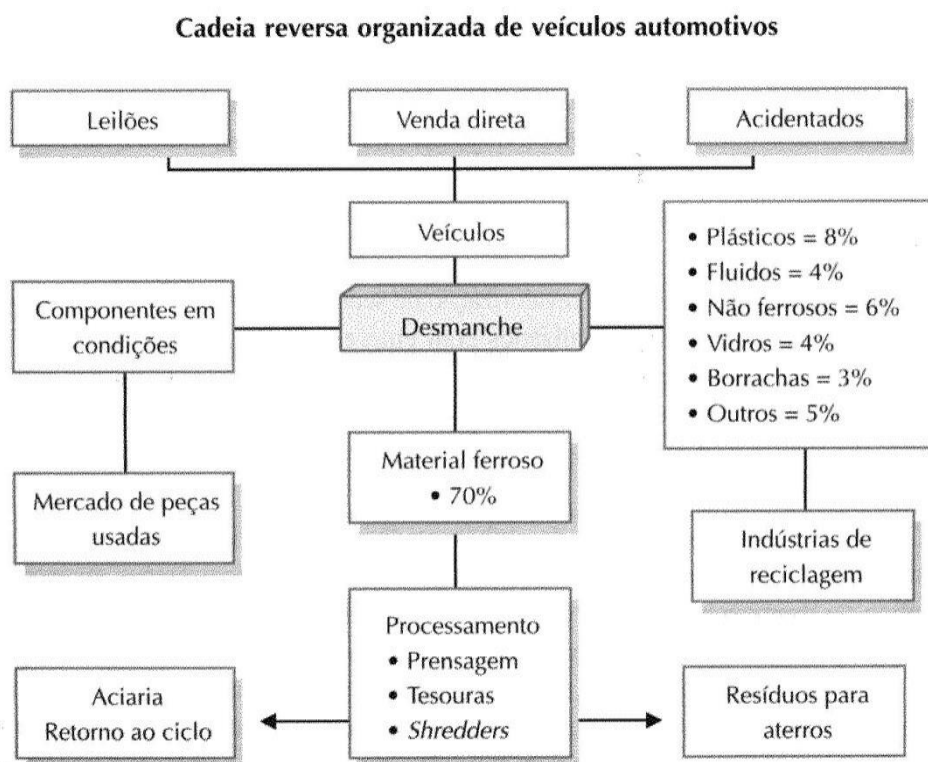 Cadeia reversa organizada de veículos automotivos
Leilões
Venda direta
Acidentados
Veículos
• Plásticos = 8%
• Fluidos = 4%
• Não ferrosos = 6%
• Vidros = 4%
• Borrachas = 3%
• Outros = 5%
Componentes em
condições
Desmanche
Material ferroso
• 70%
Mercado de peças
usadas
Indústrias de
reciclagem
Processamento
• Prensagem
• Tesouras
• Shredders
Aciaria
Retorno ao ciclo
Resíduos para
aterros